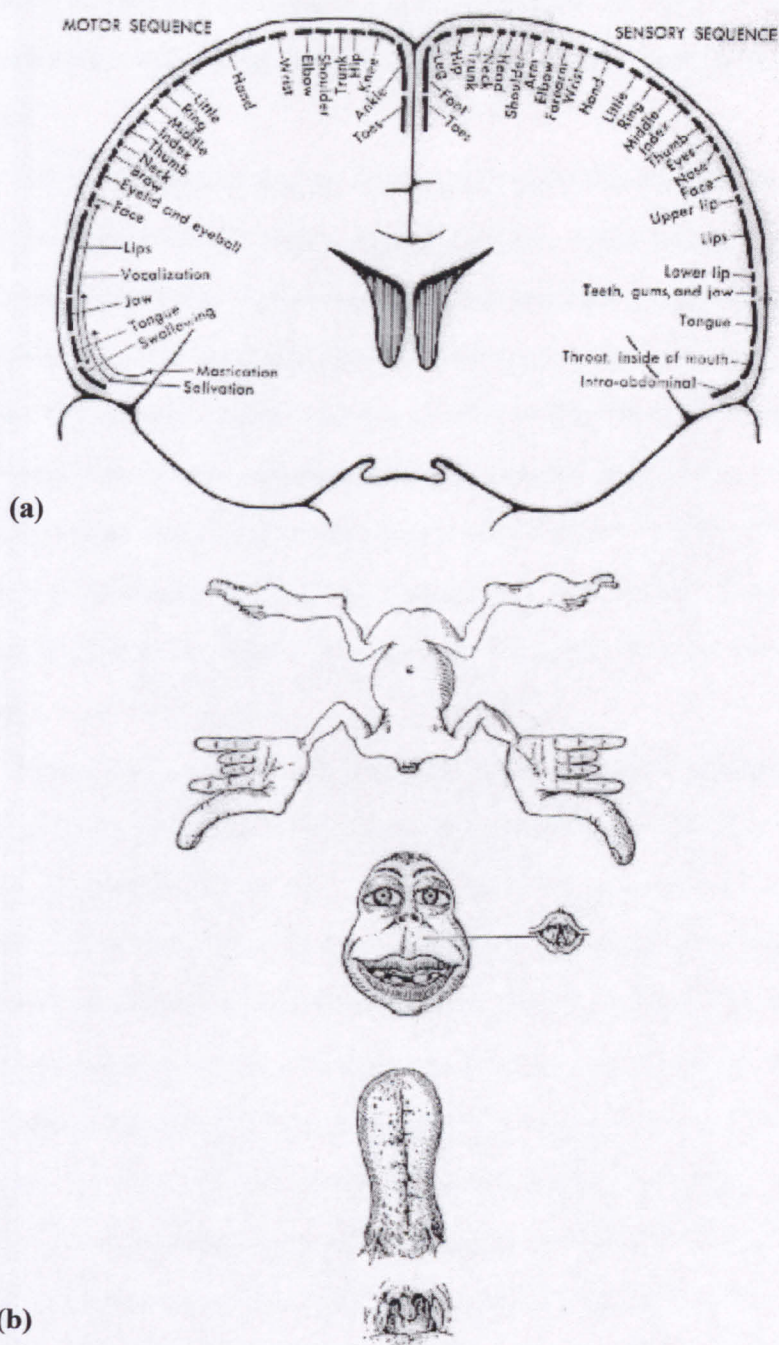 MOTOR SEQUENCE
SENSORY SEQUENCE
Toes
Ankle
Knee
Hip
Trunk
Shoulder
Elbow
Wrist
Hand
Little
Ring
Middle
Index
Thumb
Neck
Brow
Eyelid and eyeball
Face
Lips
Vocalization
Jaw
Tongue
Swallowing
Mastication
Salivation
Toes
Foot
Leg
Hip
Trunk
Neck
Head
Shoulder
Arm
Elbow
Forearm
Wrist
Hand
Little
Ring
Middle
Index
Thumb
Eyes
Nose
Face
Upper lip
Lips
Lower lip
Teeth, gums, and jaw
Tongue
Throat, inside of mouth
Intra-abdominal
(a)
(b)